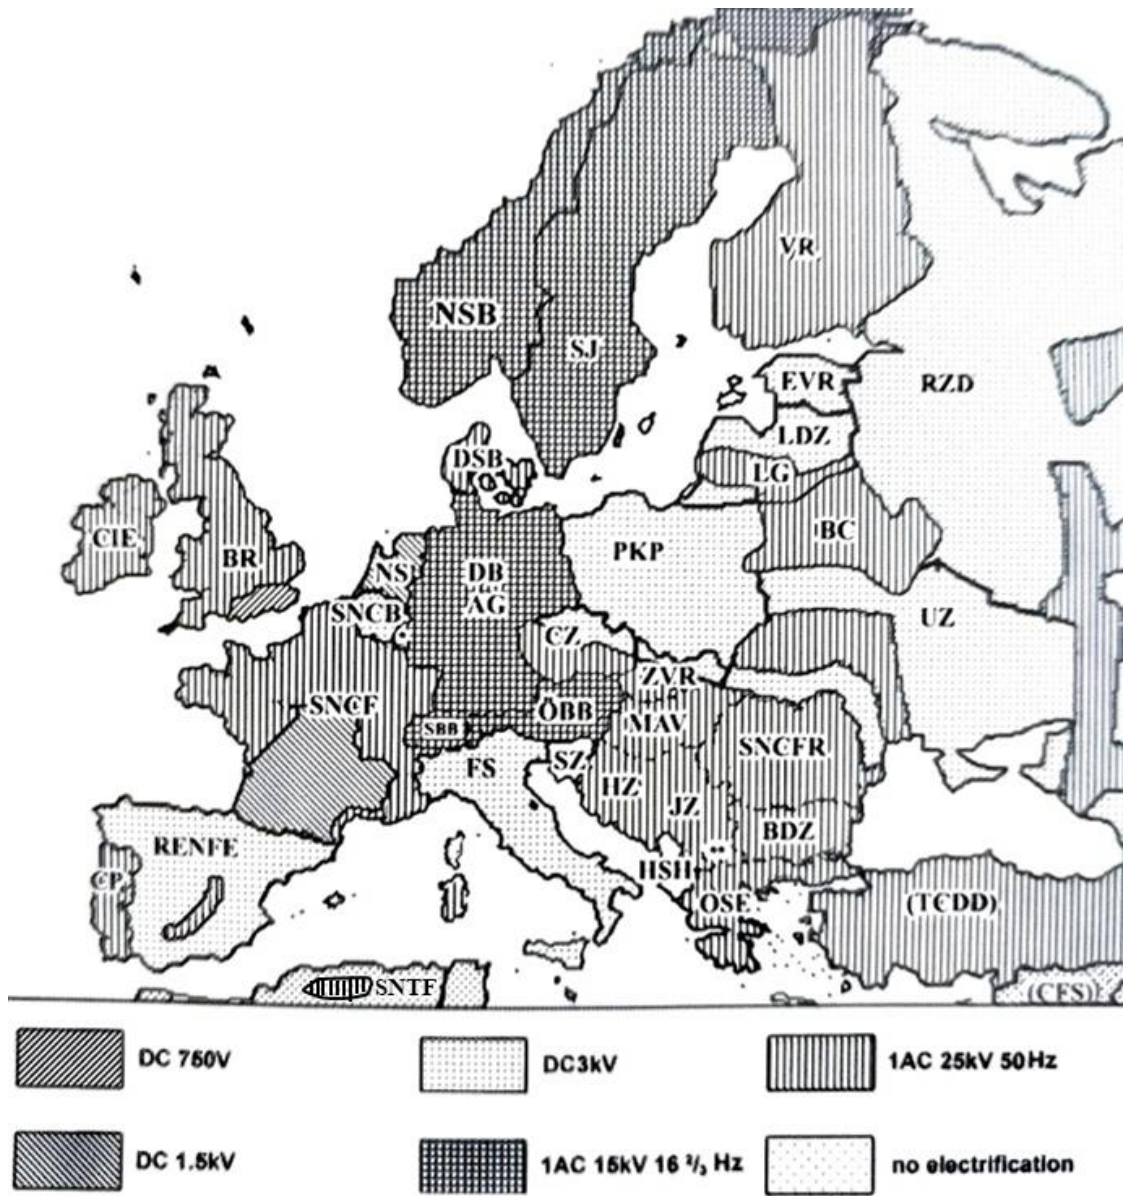 NSB
VR
SJ
EVR
RZD
LDZ
DSB
LG
CIE
BR
BC
PKP
NS
DB
AG
SNCB
UZ
CZ
ZVR
SNCF
ÖBB
MAV
SBB
SNCFR
SZ
FS
HZ
JZ
BDZ
RENFE
HSH
CP
OSE
(TCDD)
SNTF
(CFS)
DC 750V
DC3kV
1AC 25kV 50Hz
DC 1.5kV
1AC 15kV 16 ²/₃ Hz
no electrification